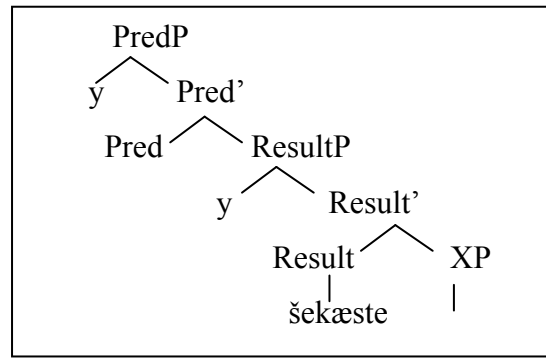 PredP
y Pred’
Pred ResultP
y Result’
Result XP
šekæste